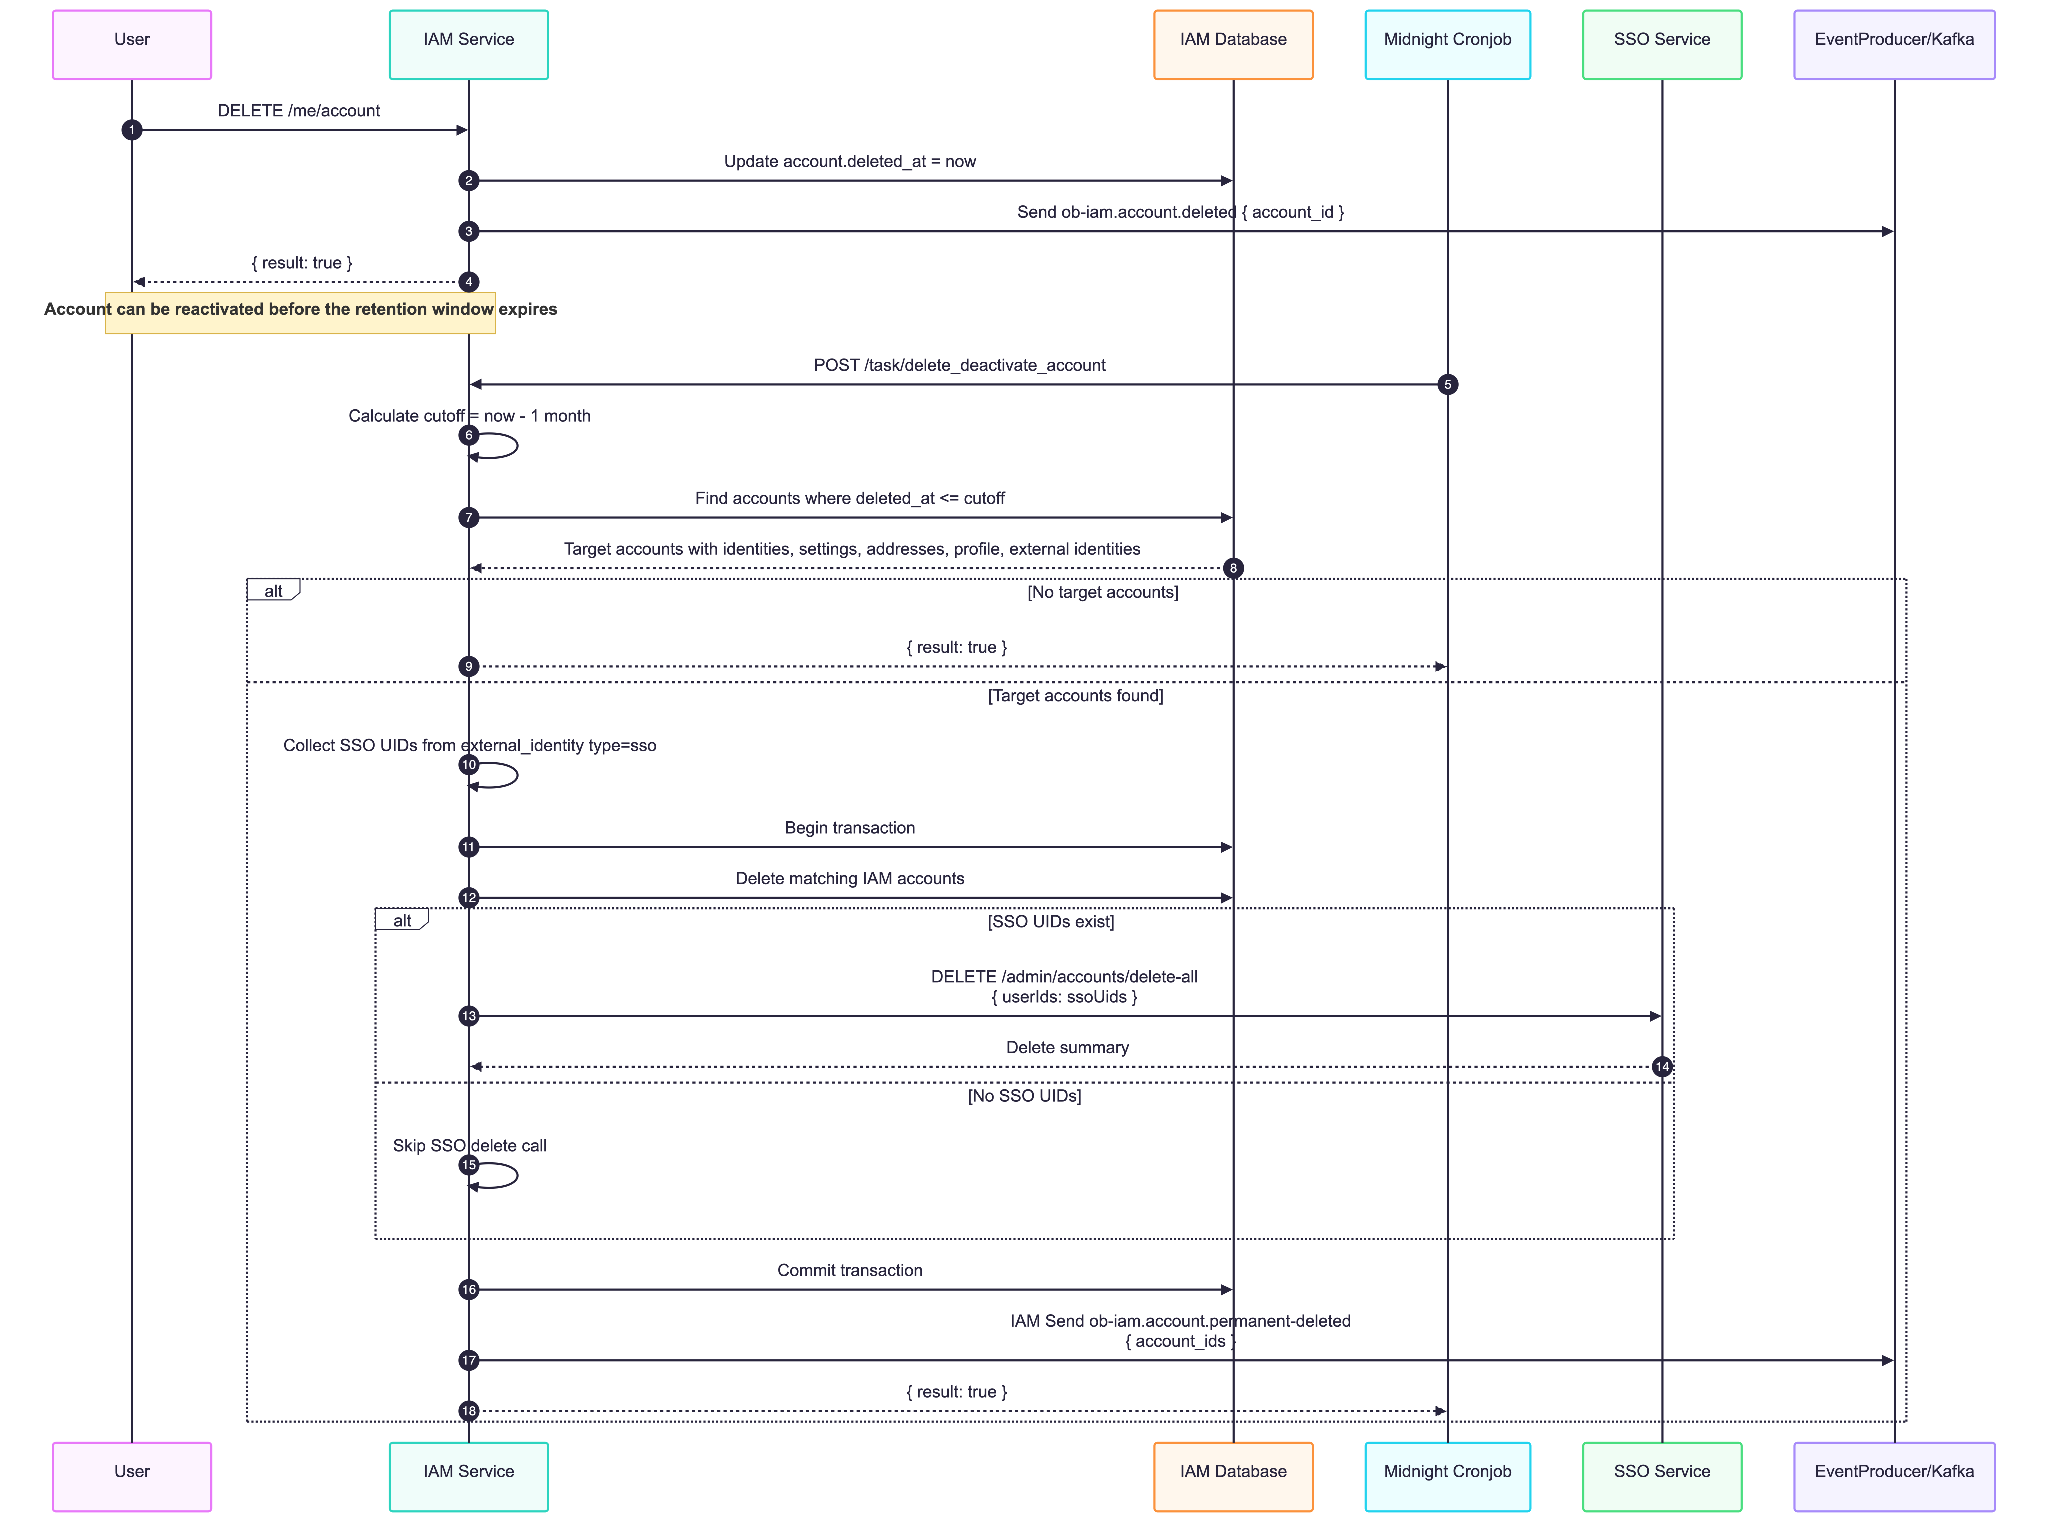 User
IAM Service
IAM Database
Midnight Cronjob
SSO Service
EventProducer/Kafka
DELETE /me/account
1
Update account.deleted_at = now
2
Send ob-iam.account.deleted { account_id }
3
{ result: true }
4
Account can be reactivated before the retention window expires
POST /task/delete_deactivate_account
5
Calculate cutoff = now - 1 month
6
Find accounts where deleted_at <= cutoff
7
Target accounts with identities, settings, addresses, profile, external identities
8
alt
[No target accounts]
{ result: true }
9
[Target accounts found]
Collect SSO UIDs from external_identity type=sso
10
Begin transaction
11
Delete matching IAM accounts
12
alt
[SSO UIDs exist]
DELETE /admin/accounts/delete-all
{ userIds: ssoUids }
13
Delete summary
14
[No SSO UIDs]
Skip SSO delete call
15
Commit transaction
16
IAM Send ob-iam.account.permanent-deleted
{ account_ids }
17
{ result: true }
18
User
IAM Service
IAM Database
Midnight Cronjob
SSO Service
EventProducer/Kafka